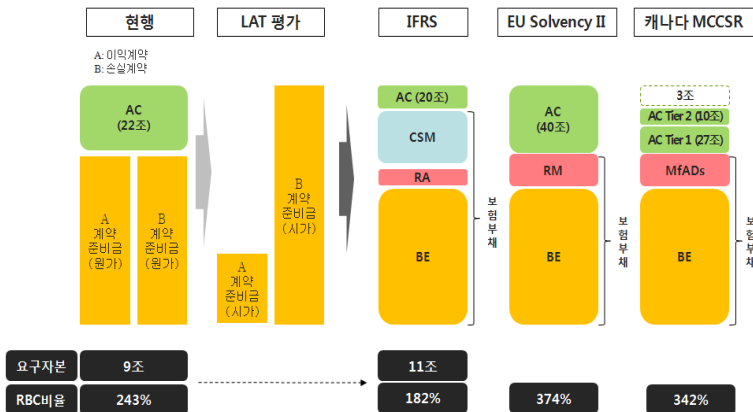 현행
LAT 평가
IFRS
EU Solvency II
캐나다 MCCSR
A: 이익계약
B: 손실계약
AC
(22조)
A
계약
준비금
(원가)
B
계약
준비금
(원가)
A
계약
준비금
(시가)
B
계약
준비금
(시가)
AC (20조)
CSM
RA
BE
보험부채
AC
(40조)
RM
BE
보험부채
3조
AC Tier 2 (10조)
AC Tier 1 (27조)
MfADs
BE
보험부채
요구자본
9조
11조
RBC비율
243%
182%
374%
342%